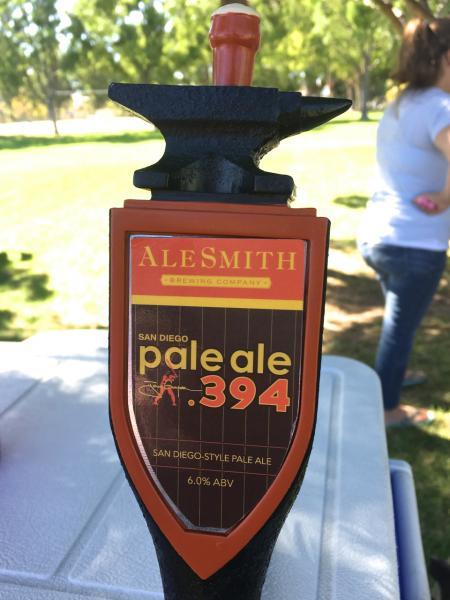 ALESMITH
BREWING COMPANY
SAN DIEGO
pale ale
.394
SAN DIEGO-STYLE PALE ALE
6.0% ABV